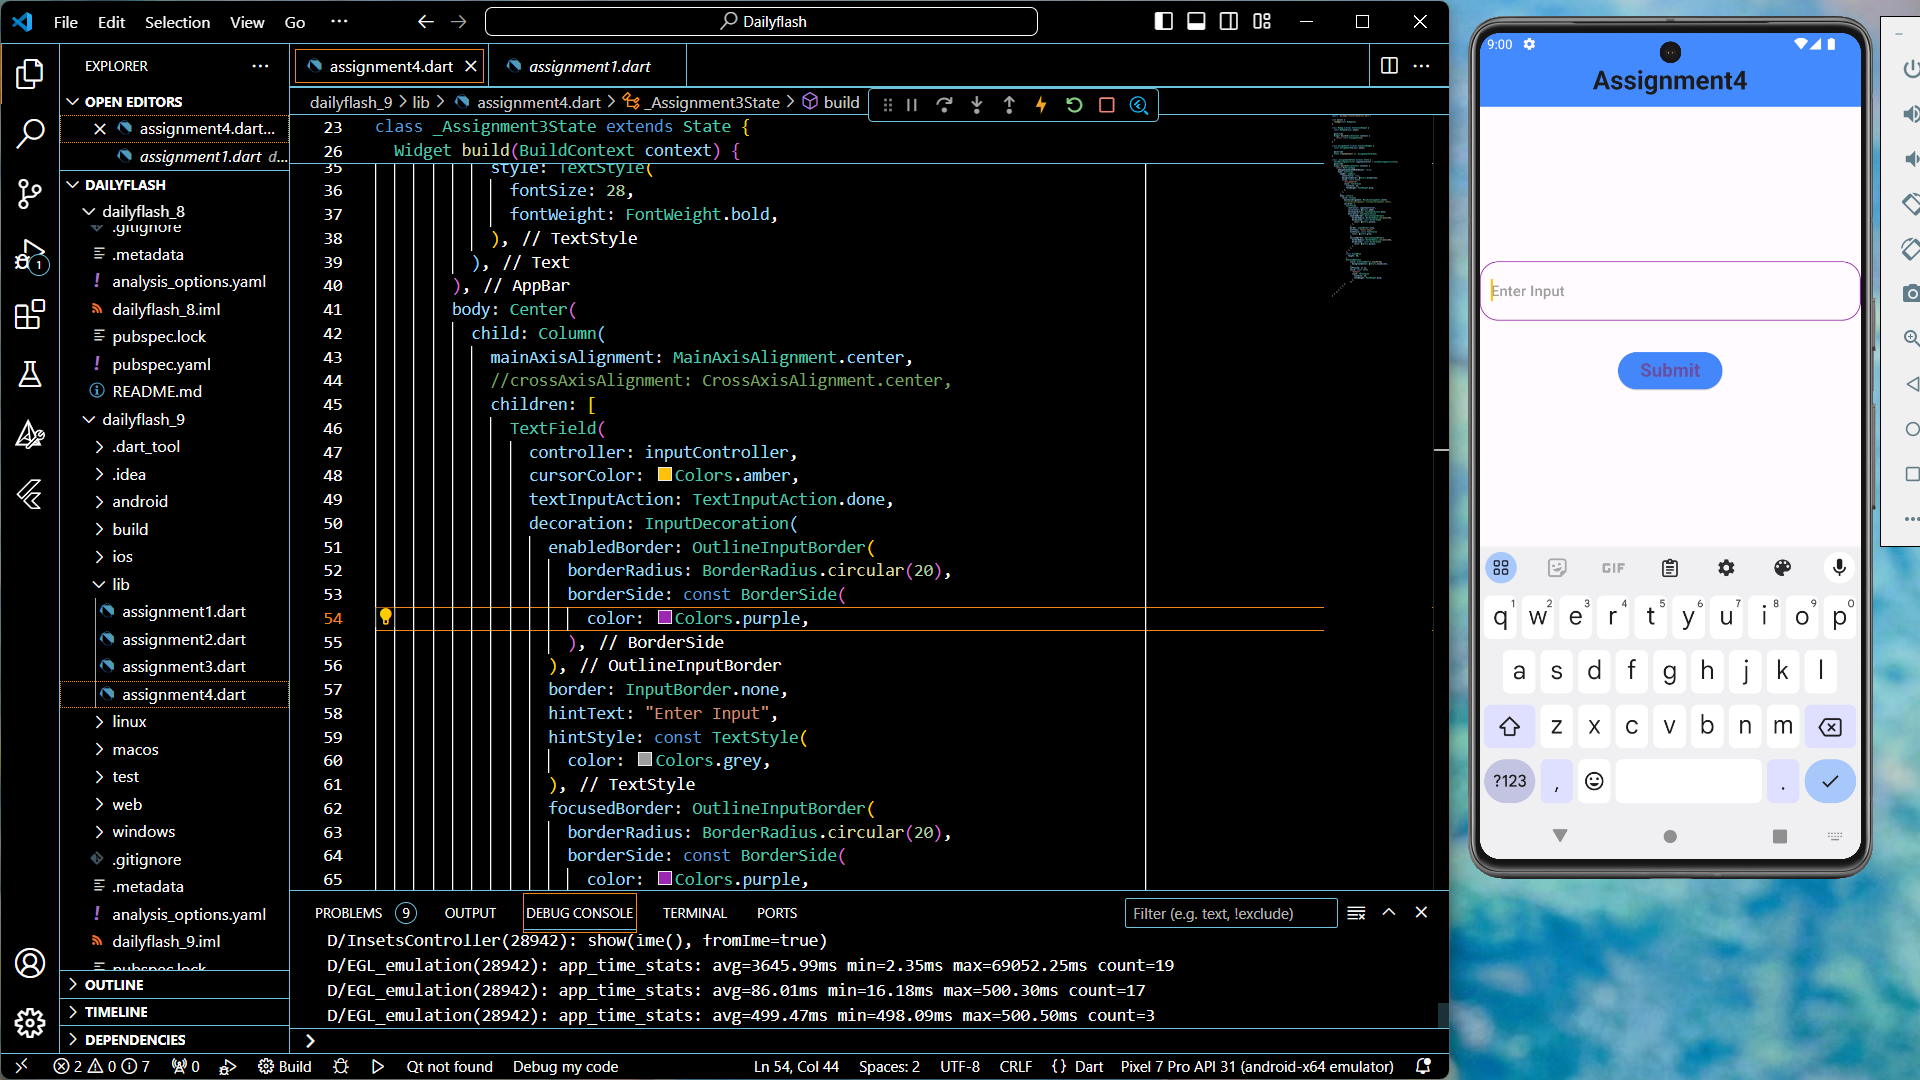 File Edit Selection View Go ··· Dailyflash
EXPLORER
OPEN EDITORS
assignment4.dart...
assignment1.dart d...
DAILYFLASH
dailyflash_8
.gitignore
.metadata
! analysis_options.yaml
dailyflash_8.iml
pubspec.lock
! pubspec.yaml
README.md
dailyflash_9
.dart_tool
.idea
android
build
ios
lib
assignment1.dart
assignment2.dart
assignment3.dart
assignment4.dart
linux
macos
test
web
windows
.gitignore
.metadata
! analysis_options.yaml
dailyflash_9.iml
pubspec.lock
OUTLINE
TIMELINE
DEPENDENCIES
1
assignment4.dart assignment1.dart
dailyflash_9 > lib > assignment4.dart > _Assignment3State > build
23 class _Assignment3State extends State {
26 Widget build(BuildContext context) {
35 style: TextStyle(
36 fontSize: 28,
37 fontWeight: FontWeight.bold,
38 ), // TextStyle
39 ), // Text
40 ), // AppBar
41 body: Center(
42 child: Column(
43 mainAxisAlignment: MainAxisAlignment.center,
44 //crossAxisAlignment: CrossAxisAlignment.center,
45 children: [
46 TextField(
47 controller: inputController,
48 cursorColor: Colors.amber,
49 textInputAction: TextInputAction.done,
50 decoration: InputDecoration(
51 enabledBorder: OutlineInputBorder(
52 borderRadius: BorderRadius.circular(20),
53 borderSide: const BorderSide(
54 color: Colors.purple,
55 ), // BorderSide
56 ), // OutlineInputBorder
57 border: InputBorder.none,
58 hintText: "Enter Input",
59 hintStyle: const TextStyle(
60 color: Colors.grey,
61 ), // TextStyle
62 focusedBorder: OutlineInputBorder(
63 borderRadius: BorderRadius.circular(20),
64 borderSide: const BorderSide(
65 color: Colors.purple,
PROBLEMS 9 OUTPUT DEBUG CONSOLE TERMINAL PORTS Filter (e.g. text, !exclude)
D/InsetsController(28942): show(ime(), fromIme=true)
D/EGL_emulation(28942): app_time_stats: avg=3645.99ms min=2.35ms max=69052.25ms count=19
D/EGL_emulation(28942): app_time_stats: avg=86.01ms min=16.18ms max=500.30ms count=17
D/EGL_emulation(28942): app_time_stats: avg=499.47ms min=498.09ms max=500.50ms count=3
>
2 0 7 0 Build Qt not found Debug my code Ln 54, Col 44 Spaces: 2 UTF-8 CRLF {} Dart Pixel 7 Pro API 31 (android-x64 emulator)
9:00
Assignment4
Enter Input
Submit
GIF
q1 w2 e3 r4 t5 y6 u7 i8 o9 p0
a s d f g h j k l
z x c v b n m
?123 , .